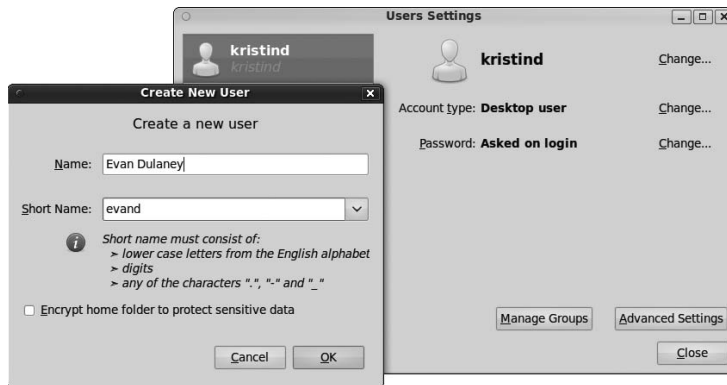 Users Settings
kristind
kristind
kristind
Change...
Account type: Desktop user
Change...
Password: Asked on login
Change...
Manage Groups
Advanced Settings
Close
Create New User
Create a new user
Name: Evan Dulaney
Short Name: evand
Short name must consist of:
➢ lower case letters from the English alphabet
➢ digits
➢ any of the characters ".", "-" and "_"
Encrypt home folder to protect sensitive data
Cancel
OK